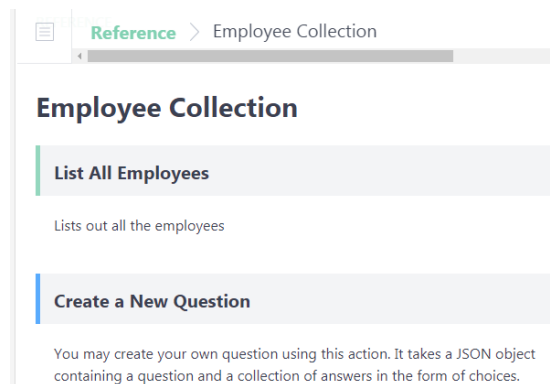 Reference > Employee Collection
Employee Collection
List All Employees
Lists out all the employees
Create a New Question
You may create your own question using this action. It takes a JSON object
containing a question and a collection of answers in the form of choices.